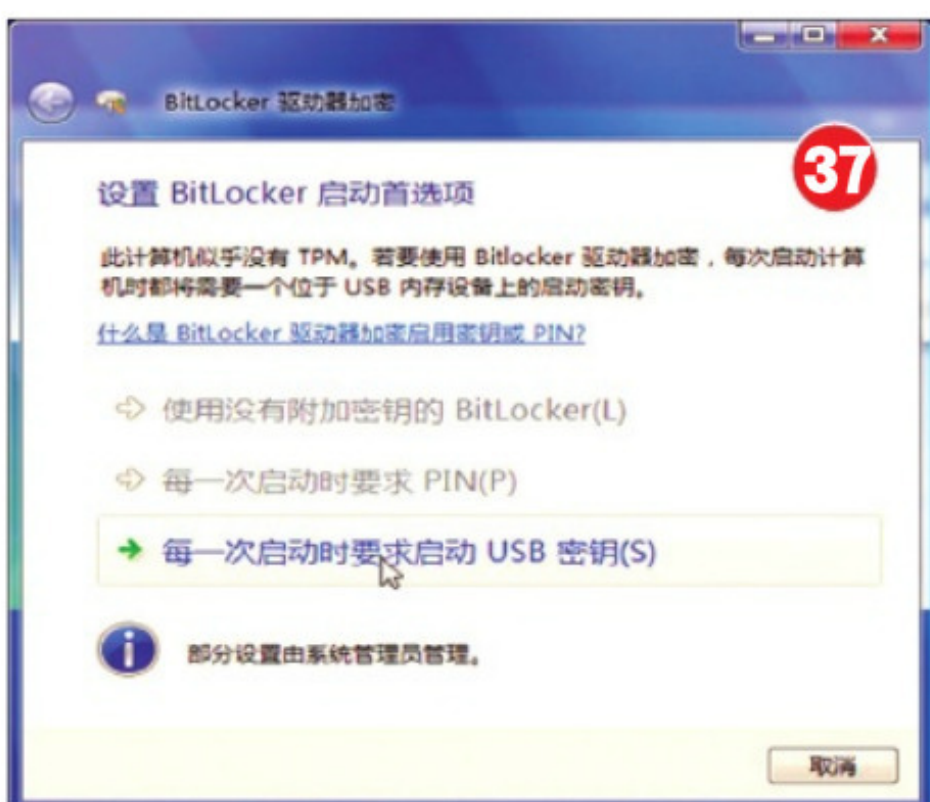 BitLocker 驱动器加密
37
设置 BitLocker 启动首选项
此计算机似乎没有 TPM。若要使用 Bitlocker 驱动器加密，每次启动计算
机时都将需要一个位于 USB 内存设备上的启动密钥。
什么是 BitLocker 驱动器加密启用密钥或 PIN?
使用没有附加密钥的 BitLocker(L)
每一次启动时要求 PIN(P)
每一次启动时要求启动 USB 密钥(S)
部分设置由系统管理员管理。
取消